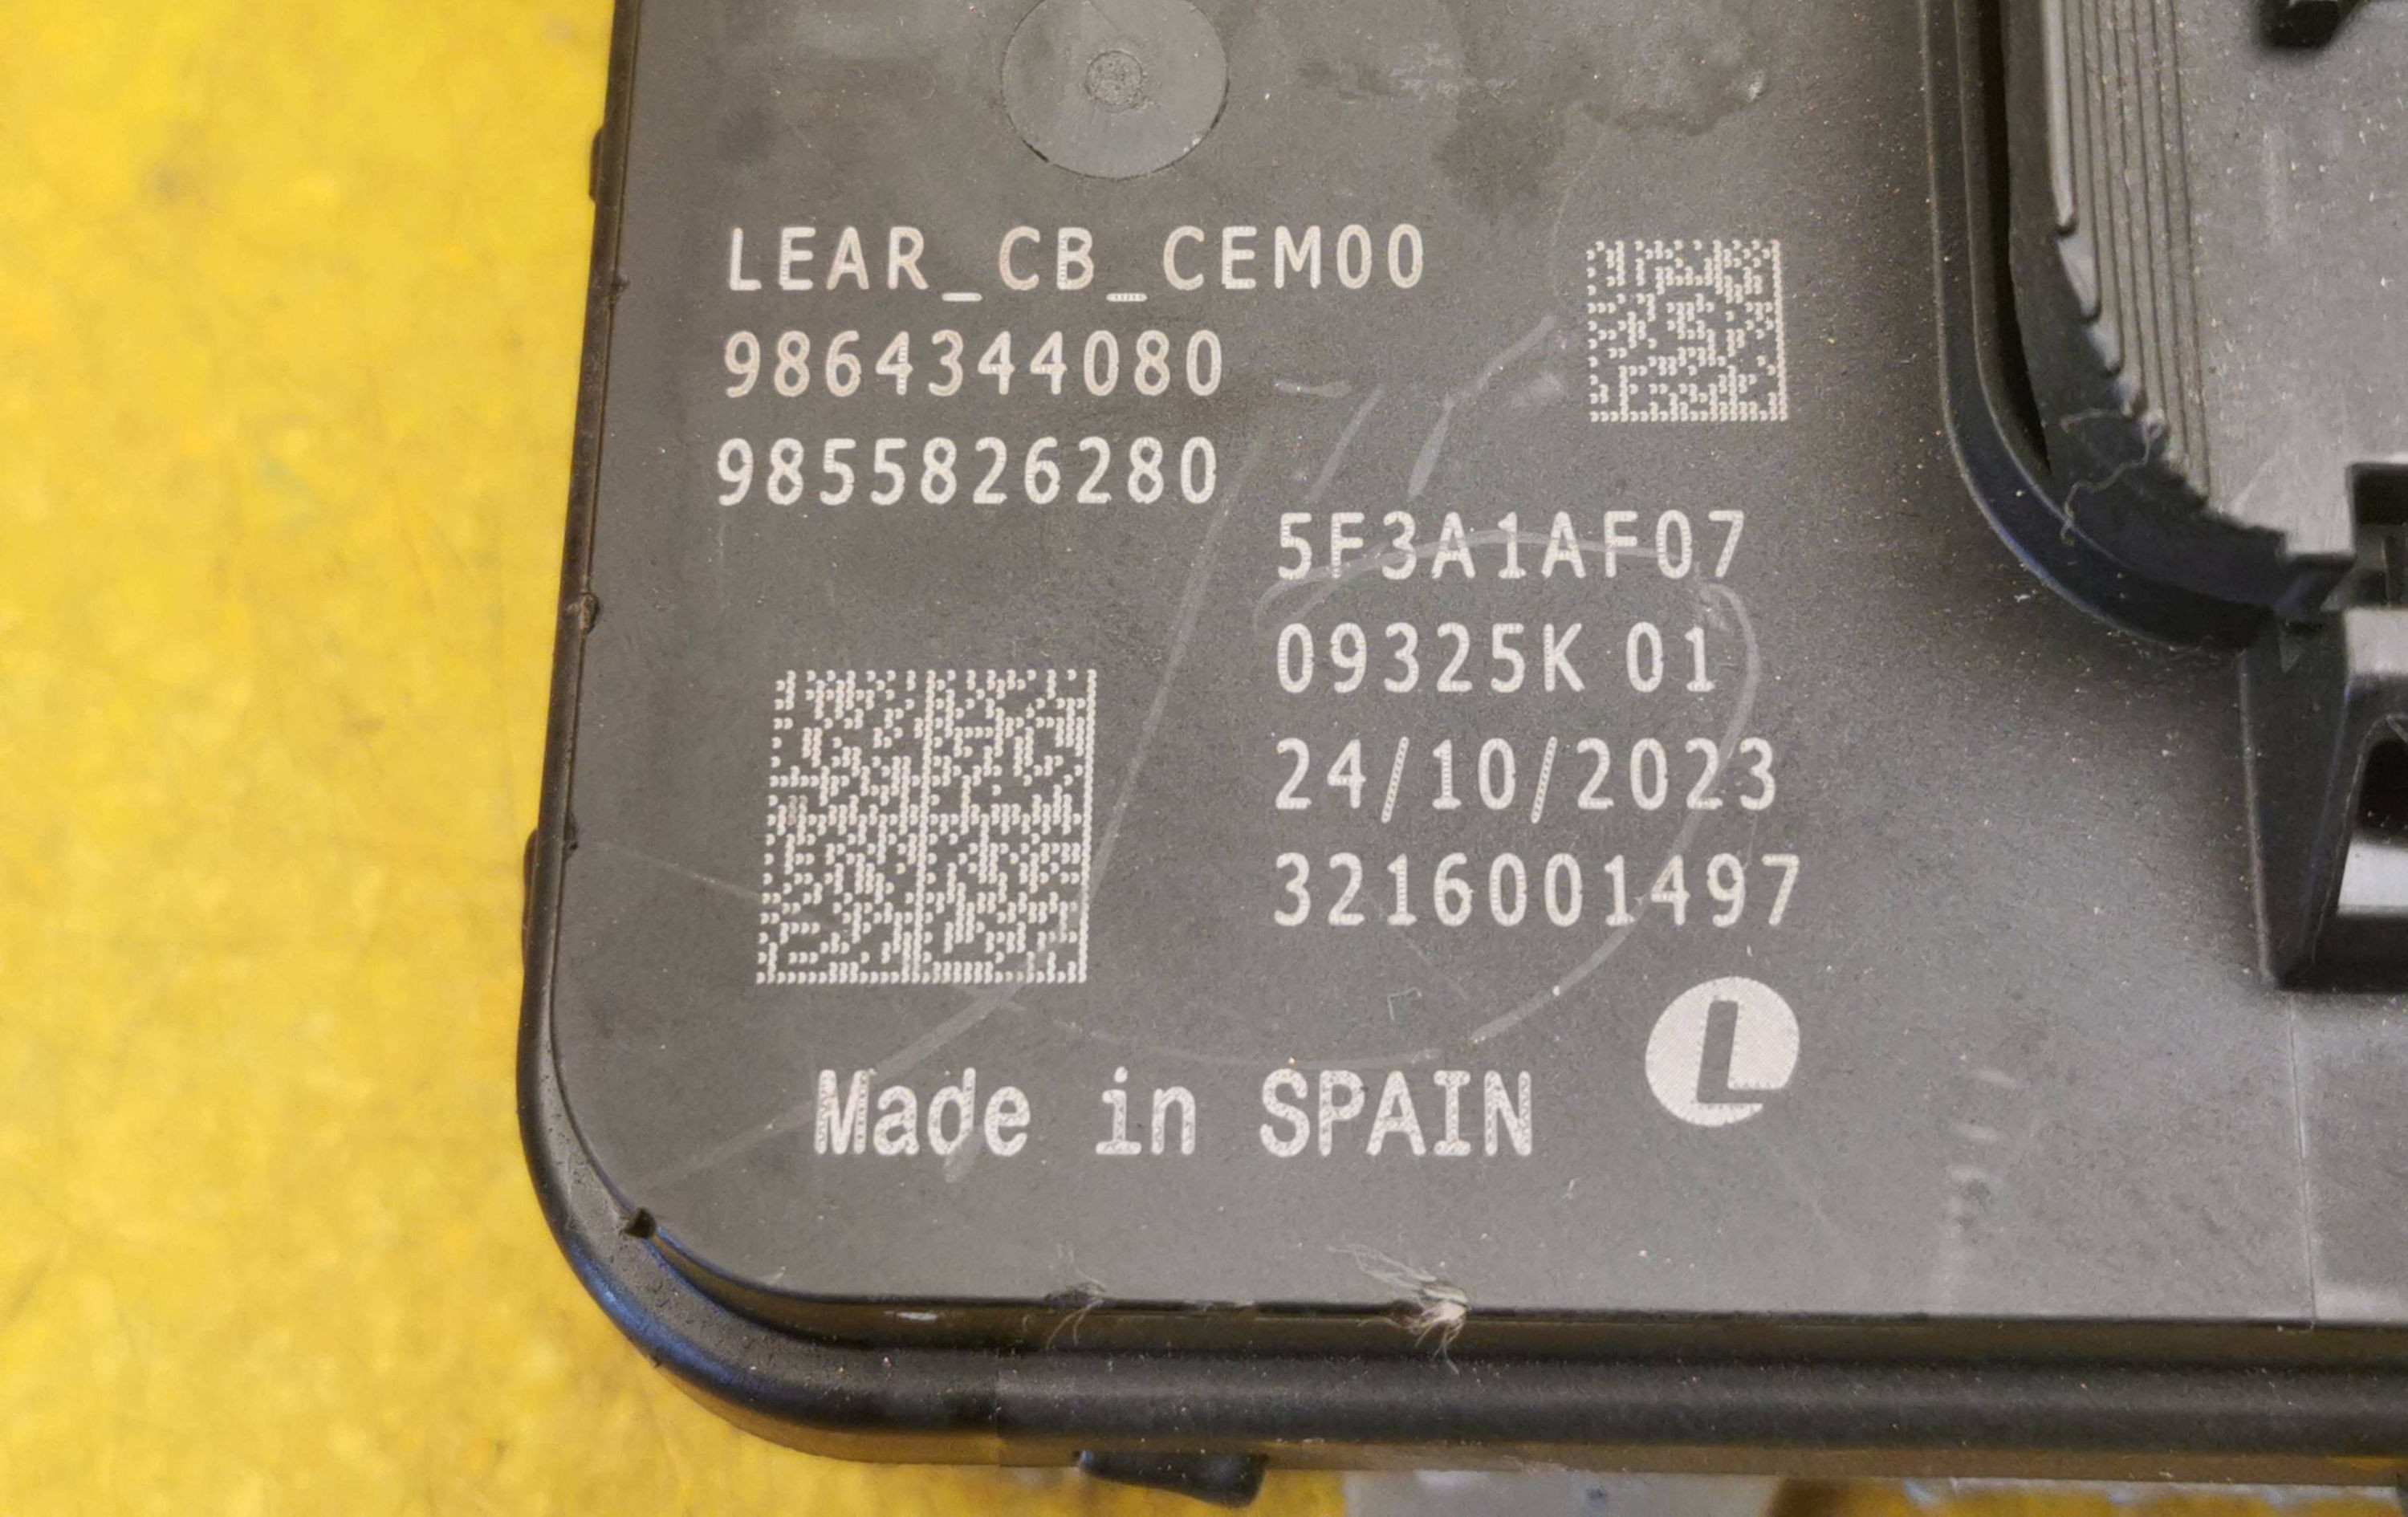 LEAR_CB_CEM00
9864344080
9855826280
5F3A1AF07
09325K 01
24/10/2023
3216001497
L
Made in SPAIN